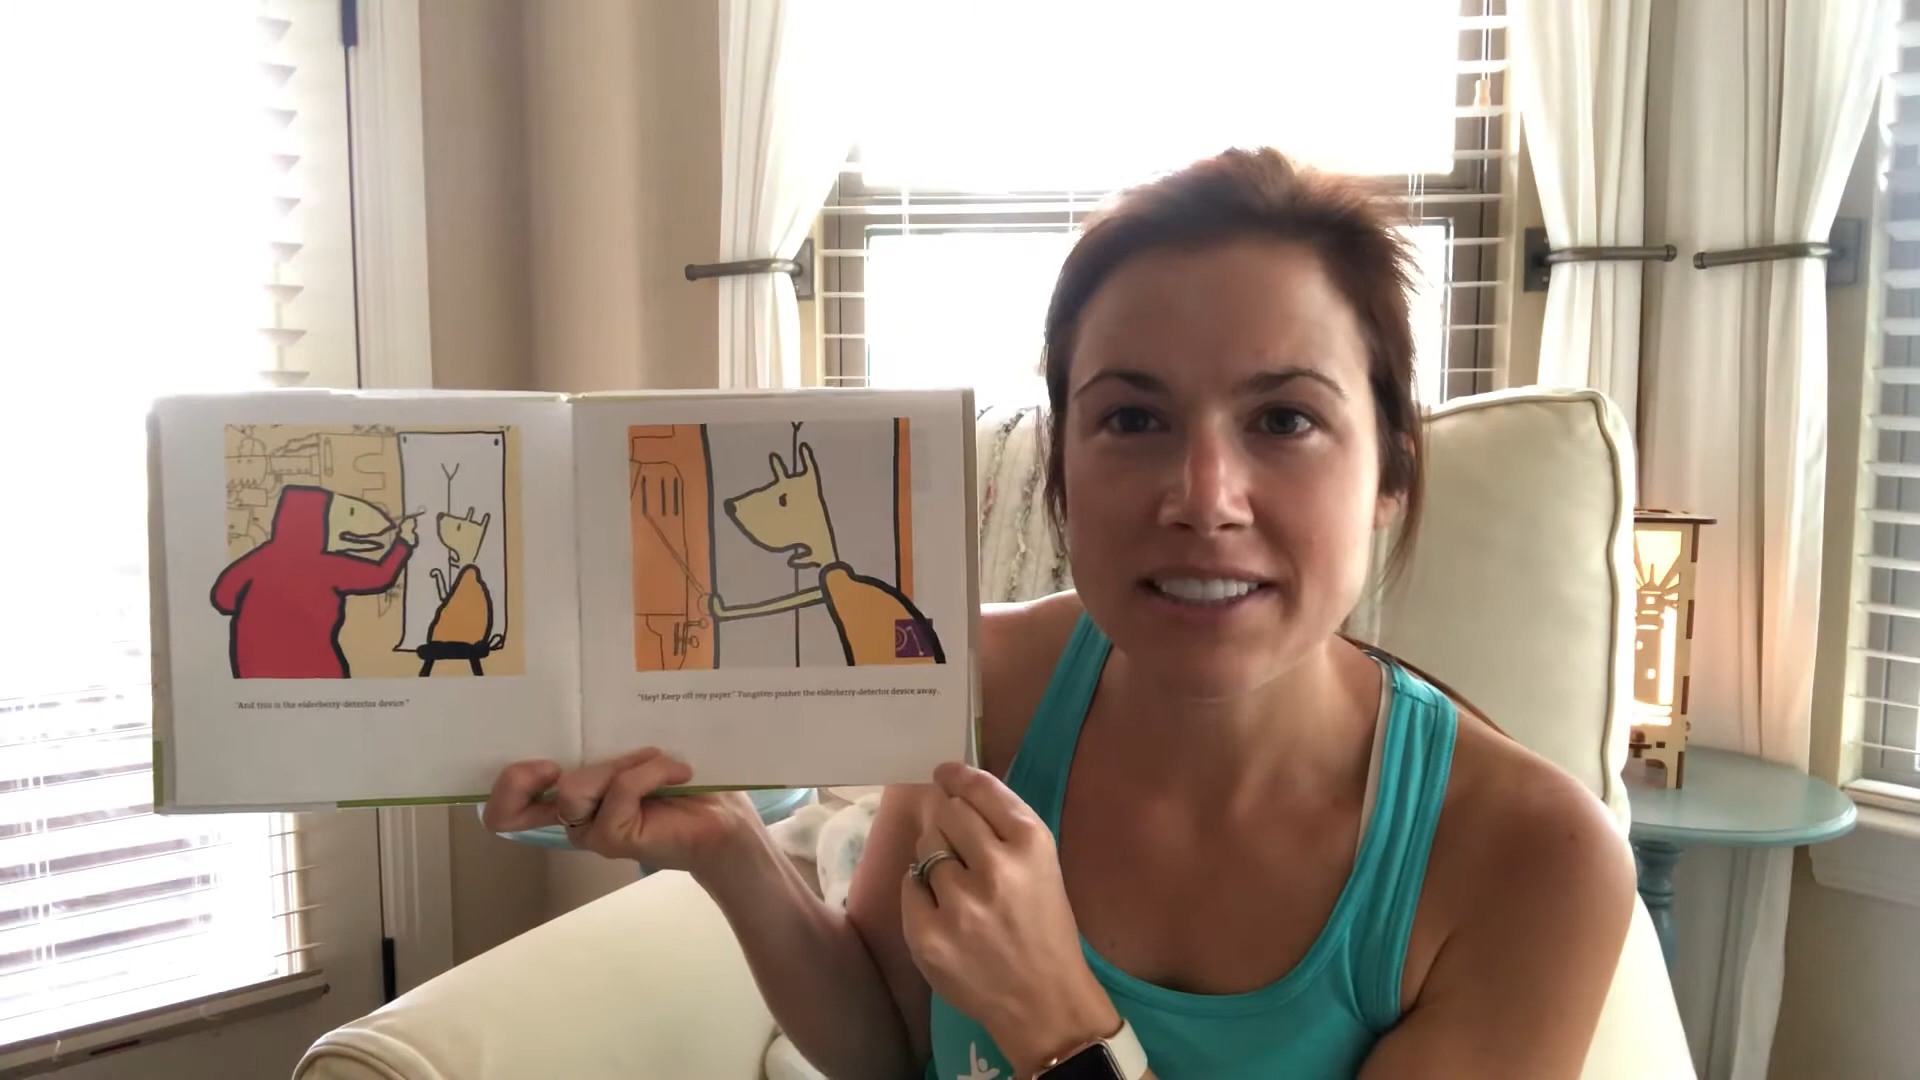 "And this is the elderberry-detector device."
"Hey! Keep off my paper." Tungsten pushes the elderberry-detector device away.